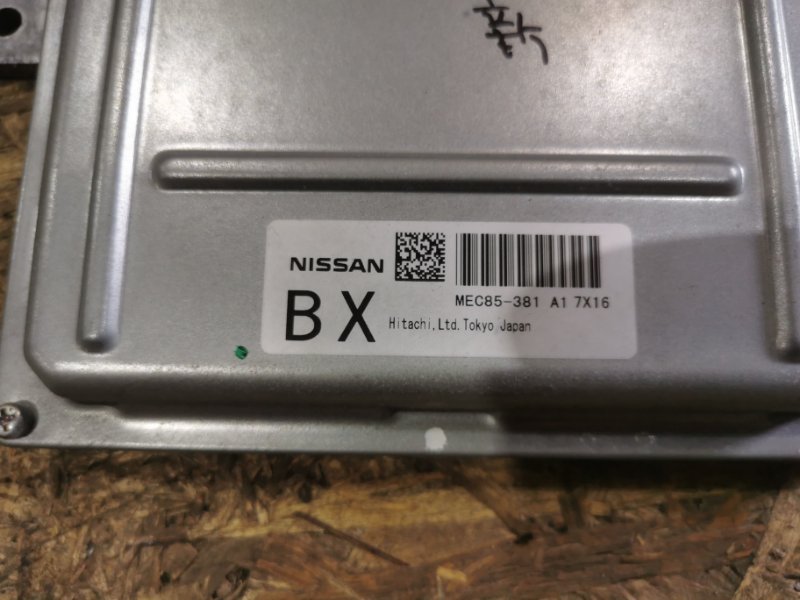 NISSAN
BX
MEC85-381 A1 7X16
Hitachi,Ltd.Tokyo Japan